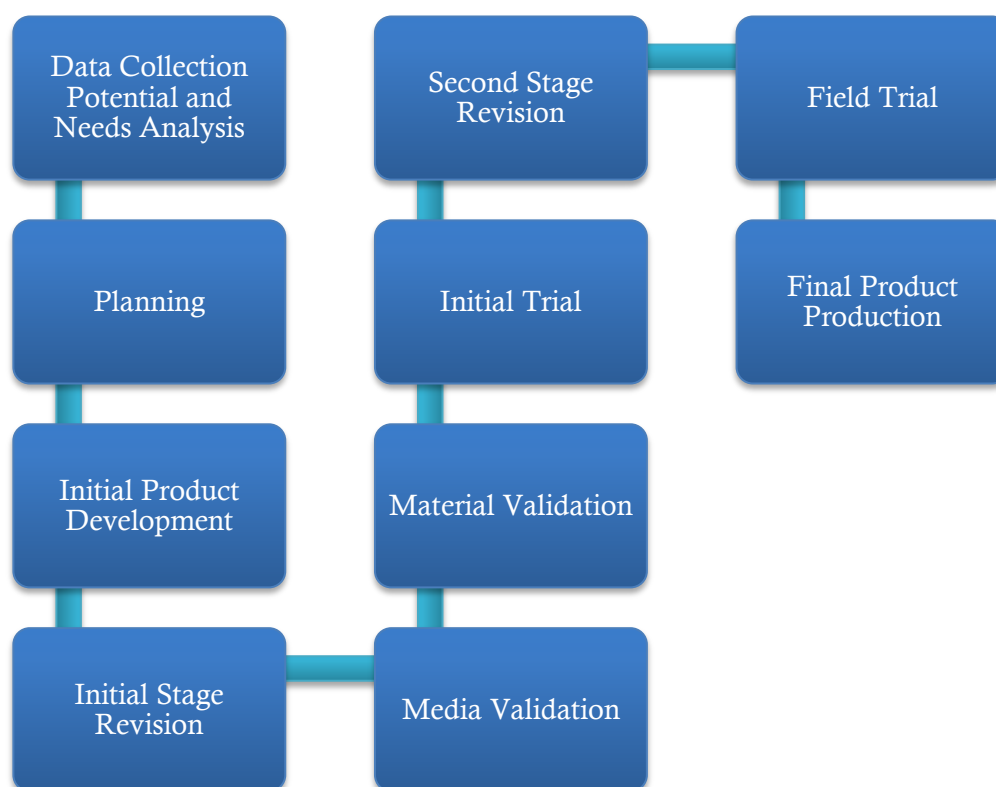 Data Collection
Potential and
Needs Analysis
Planning
Initial Product
Development
Initial Stage
Revision
Media Validation
Material Validation
Initial Trial
Second Stage
Revision
Field Trial
Final Product
Production